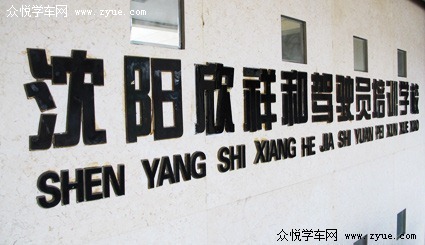 众悦学车网：www.zyue.com
沈阳欣祥和驾驶员培训学校
SHEN YANG SHI XIANG HE JIA SHI YUAN PEI XUN XUE XIAO
众悦学车网：www.zyue.com